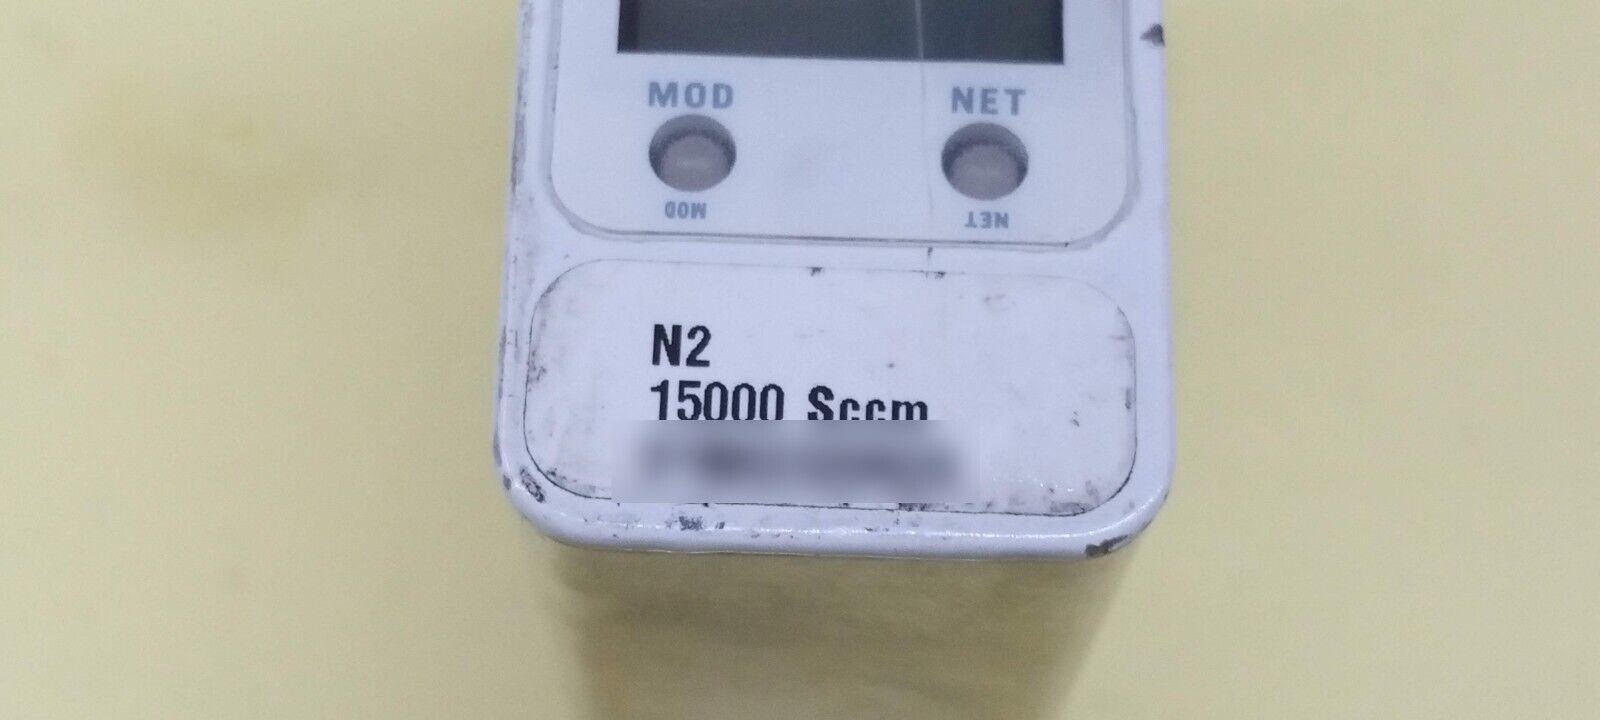 MOD NET
MOD NET
N2
15000 Sccm